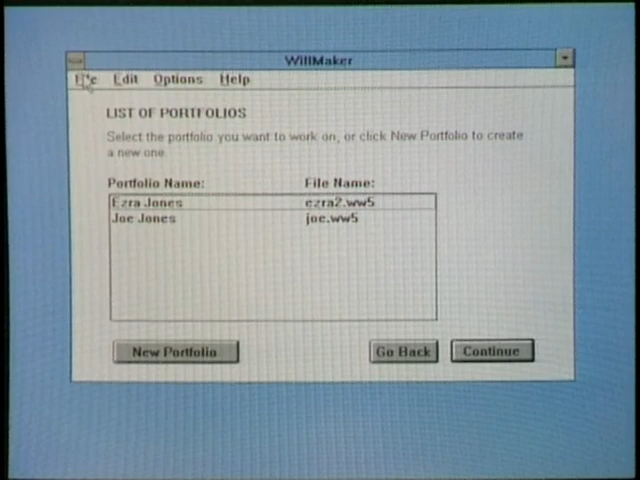 WillMaker
File Edit Options Help
LIST OF PORTFOLIOS
Select the portfolio you want to work on, or click New Portfolio to create
a new one.
Portfolio Name: File Name:
Ezra Jones ezra2.ww5
Joe Jones joe.ww5
New Portfolio Go Back Continue